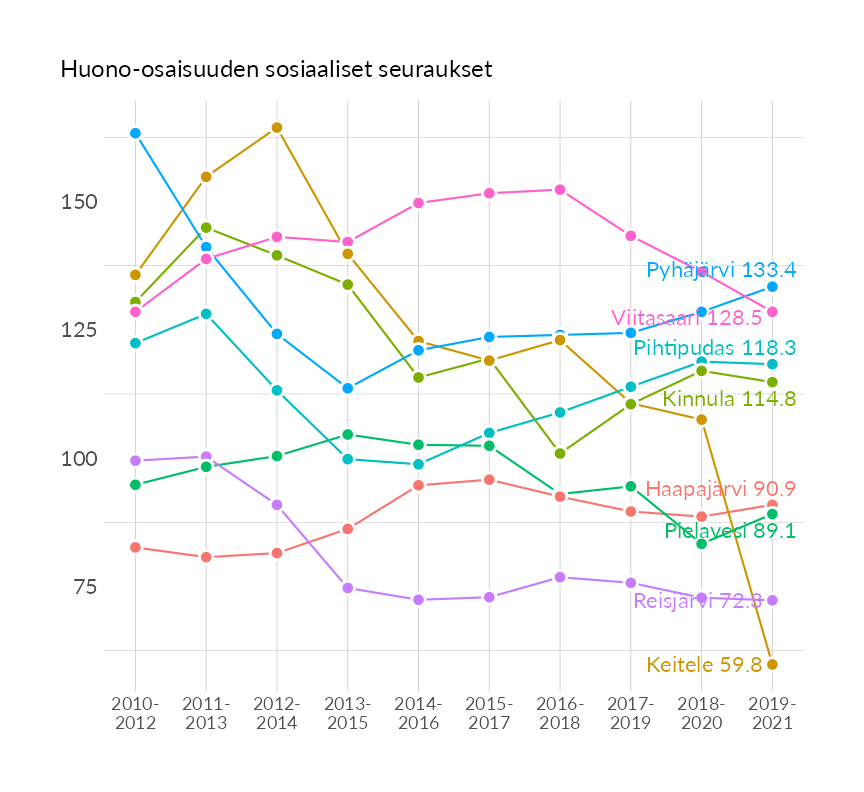 Huono-osaisuuden sosiaaliset seuraukset
150
125
100
75
Pyhäjärvi 133.4
Viitasaari 128.5
Pihtipudas 118.3
Kinnula 114.8
Haapajärvi 90.9
Pielavesi 89.1
Reisjärvi 72.3
Keitele 59.8
2010- 2011- 2012- 2013- 2014- 2015- 2016- 2017- 2018- 2019-
2012 2013 2014 2015 2016 2017 2018 2019 2020 2021